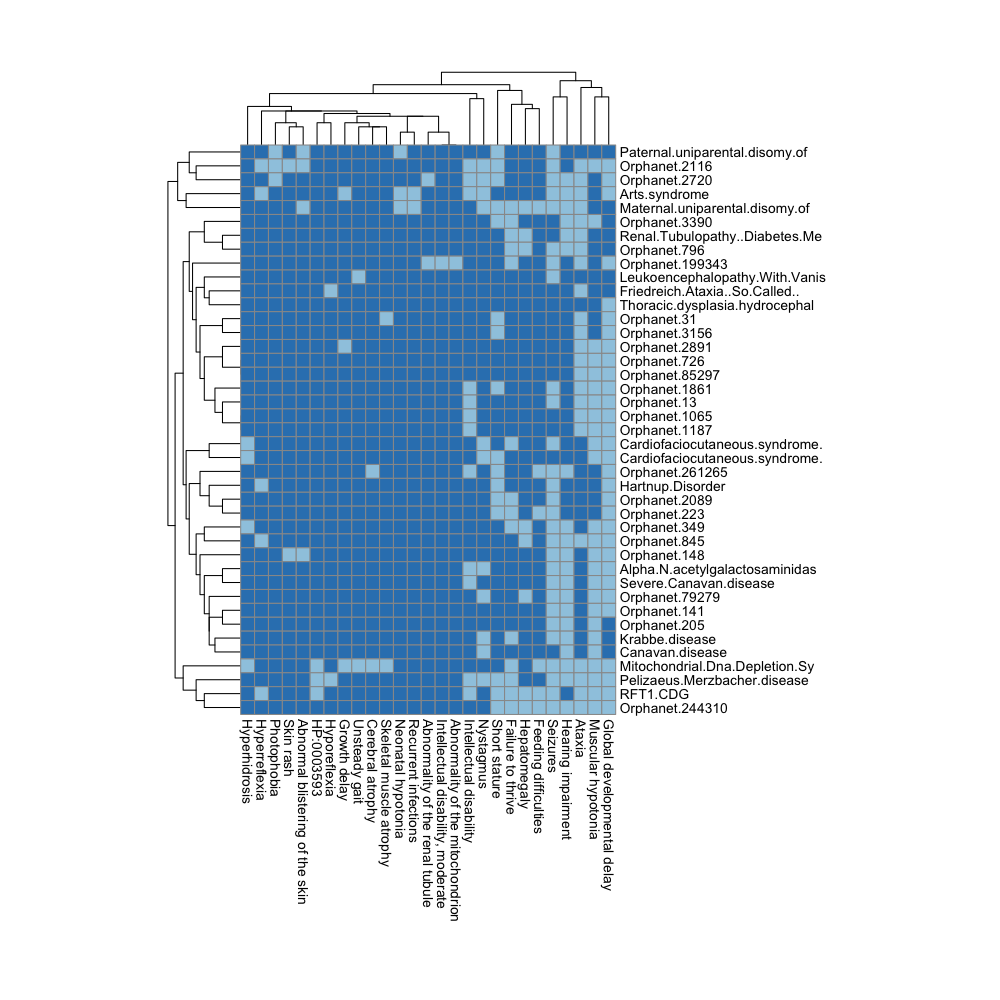 Paternal.uniparental.disomy.of
Orphanet.2116
Orphanet.2720
Arts.syndrome
Maternal.uniparental.disomy.of
Orphanet.3390
Renal.Tubulopathy..Diabetes.Me
Orphanet.796
Orphanet.199343
Leukoencephalopathy.With.Vanis
Friedreich.Ataxia..So.Called..
Thoracic.dysplasia.hydrocephal
Orphanet.31
Orphanet.3156
Orphanet.2891
Orphanet.726
Orphanet.85297
Orphanet.1861
Orphanet.13
Orphanet.1065
Orphanet.1187
Cardiofaciocutaneous.syndrome.
Cardiofaciocutaneous.syndrome.
Orphanet.261265
Hartnup.Disorder
Orphanet.2089
Orphanet.223
Orphanet.349
Orphanet.845
Orphanet.148
Alpha.N.acetylgalactosaminidas
Severe.Canavan.disease
Orphanet.79279
Orphanet.141
Orphanet.205
Krabbe.disease
Canavan.disease
Mitochondrial.Dna.Depletion.Sy
Pelizaeus.Merzbacher.disease
RFT1.CDG
Orphanet.244310
Hyperhidrosis
Hyperreflexia
Photophobia
Skin rash
Abnormal blistering of the skin
HP:0003593
Hyporeflexia
Growth delay
Unsteady gait
Cerebral atrophy
Skeletal muscle atrophy
Neonatal hypotonia
Recurrent infections
Abnormality of the renal tubule
Intellectual disability, moderate
Abnormality of the mitochondrion
Intellectual disability
Nystagmus
Short stature
Failure to thrive
Hepatomegaly
Feeding difficulties
Seizures
Hearing impairment
Ataxia
Muscular hypotonia
Global developmental delay